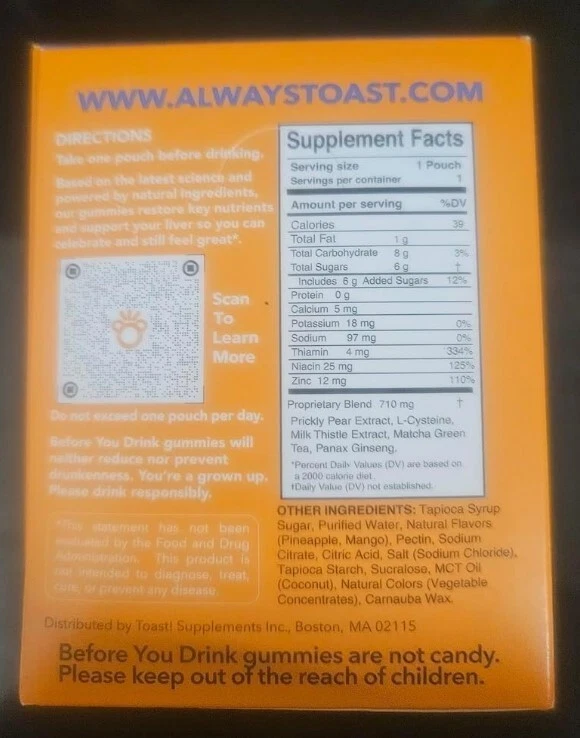 WWW.ALWAYSTOAST.COM
DIRECTIONS
Take one pouch before drinking.
Based on the latest science and
powered by natural ingredients,
our gummies restore key nutrients
and support your liver so you can
celebrate and still feel great*.
Scan
To
Learn
More
Do not exceed one pouch per day.
Before You Drink gummies will
neither reduce nor prevent
drunkenness. You're a grown up.
Please drink responsibly.
*This statement has not been
evaluated by the Food and Drug
Administration. This product is
not intended to diagnose, treat,
cure, or prevent any disease.
Supplement Facts
Serving size 1 Pouch
Servings per container 1
Amount per serving %DV
Calories 39
Total Fat 1 g
Total Carbohydrate 8 g 3%
Total Sugars 6 g †
Includes 6 g Added Sugars 12%
Protein 0 g
Calcium 5 mg
Potassium 18 mg 0%
Sodium 97 mg 0%
Thiamin 4 mg 334%
Niacin 25 mg 125%
Zinc 12 mg 110%
Proprietary Blend 710 mg †
Prickly Pear Extract, L-Cysteine,
Milk Thistle Extract, Matcha Green
Tea, Panax Ginseng.
*Percent Daily Values (DV) are based on
a 2000 calorie diet.
†Daily Value (DV) not established.
OTHER INGREDIENTS: Tapioca Syrup
Sugar, Purified Water, Natural Flavors
(Pineapple, Mango), Pectin, Sodium
Citrate, Citric Acid, Salt (Sodium Chloride),
Tapioca Starch, Sucralose, MCT Oil
(Coconut), Natural Colors (Vegetable
Concentrates), Carnauba Wax.
Distributed by Toast! Supplements Inc., Boston, MA 02115
Before You Drink gummies are not candy.
Please keep out of the reach of children.